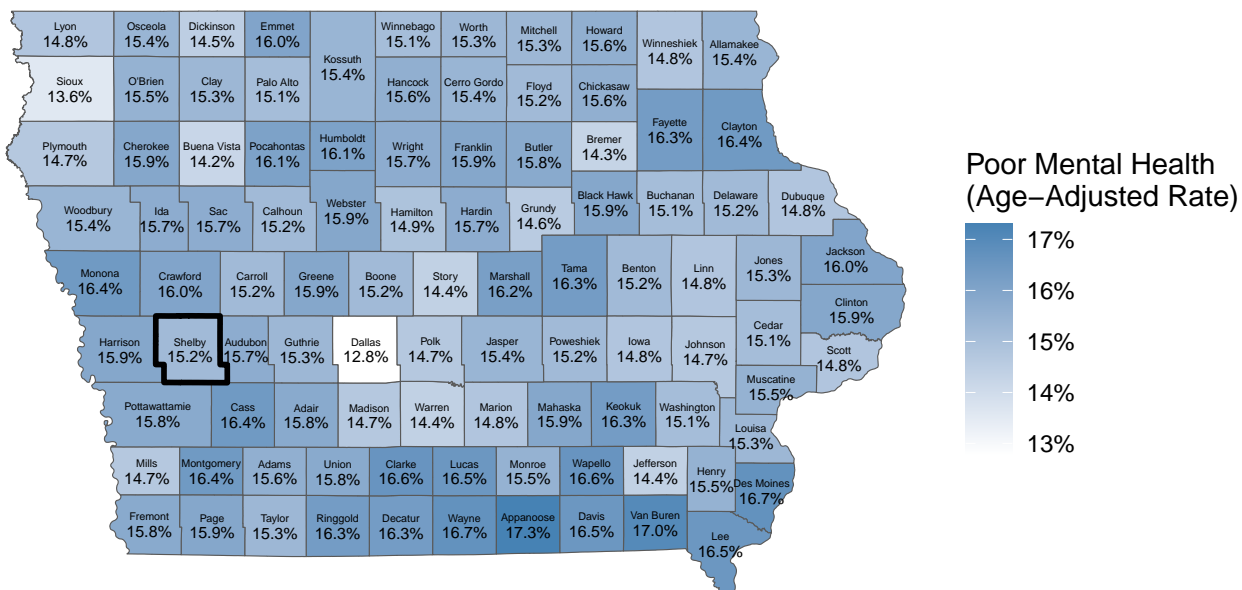 Lyon
14.8%
Osceola
15.4%
Dickinson
14.5%
Emmet
16.0%
Kossuth
15.4%
Winnebago
15.1%
Worth
15.3%
Mitchell
15.3%
Howard
15.6%
Winneshiek
14.8%
Allamakee
15.4%
Sioux
13.6%
O'Brien
15.5%
Clay
15.3%
Palo Alto
15.1%
Hancock
15.6%
Cerro Gordo
15.4%
Floyd
15.2%
Chickasaw
15.6%
Fayette
16.3%
Clayton
16.4%
Plymouth
14.7%
Cherokee
15.9%
Buena Vista
14.2%
Pocahontas
16.1%
Humboldt
16.1%
Wright
15.7%
Franklin
15.9%
Butler
15.8%
Bremer
14.3%
Woodbury
15.4%
Ida
15.7%
Sac
15.7%
Calhoun
15.2%
Webster
15.9%
Hamilton
14.9%
Hardin
15.7%
Grundy
14.6%
Black Hawk
15.9%
Buchanan
15.1%
Delaware
15.2%
Dubuque
14.8%
Monona
16.4%
Crawford
16.0%
Carroll
15.2%
Greene
15.9%
Boone
15.2%
Story
14.4%
Marshall
16.2%
Tama
16.3%
Benton
15.2%
Linn
14.8%
Jones
15.3%
Jackson
16.0%
Clinton
15.9%
Harrison
15.9%
Shelby
15.2%
Audubon
15.7%
Guthrie
15.3%
Dallas
12.8%
Polk
14.7%
Jasper
15.4%
Poweshiek
15.2%
Iowa
14.8%
Johnson
14.7%
Cedar
15.1%
Scott
14.8%
Muscatine
15.5%
Pottawattamie
15.8%
Cass
16.4%
Adair
15.8%
Madison
14.7%
Warren
14.4%
Marion
14.8%
Mahaska
15.9%
Keokuk
16.3%
Washington
15.1%
Louisa
15.3%
Mills
14.7%
Montgomery
16.4%
Adams
15.6%
Union
15.8%
Clarke
16.6%
Lucas
16.5%
Monroe
15.5%
Wapello
16.6%
Jefferson
14.4%
Henry
15.5%
Des Moines
16.7%
Fremont
15.8%
Page
15.9%
Taylor
15.3%
Ringgold
16.3%
Decatur
16.3%
Wayne
16.7%
Appanoose
17.3%
Davis
16.5%
Van Buren
17.0%
Lee
16.5%
Poor Mental Health
(Age−Adjusted Rate)
17%
16%
15%
14%
13%